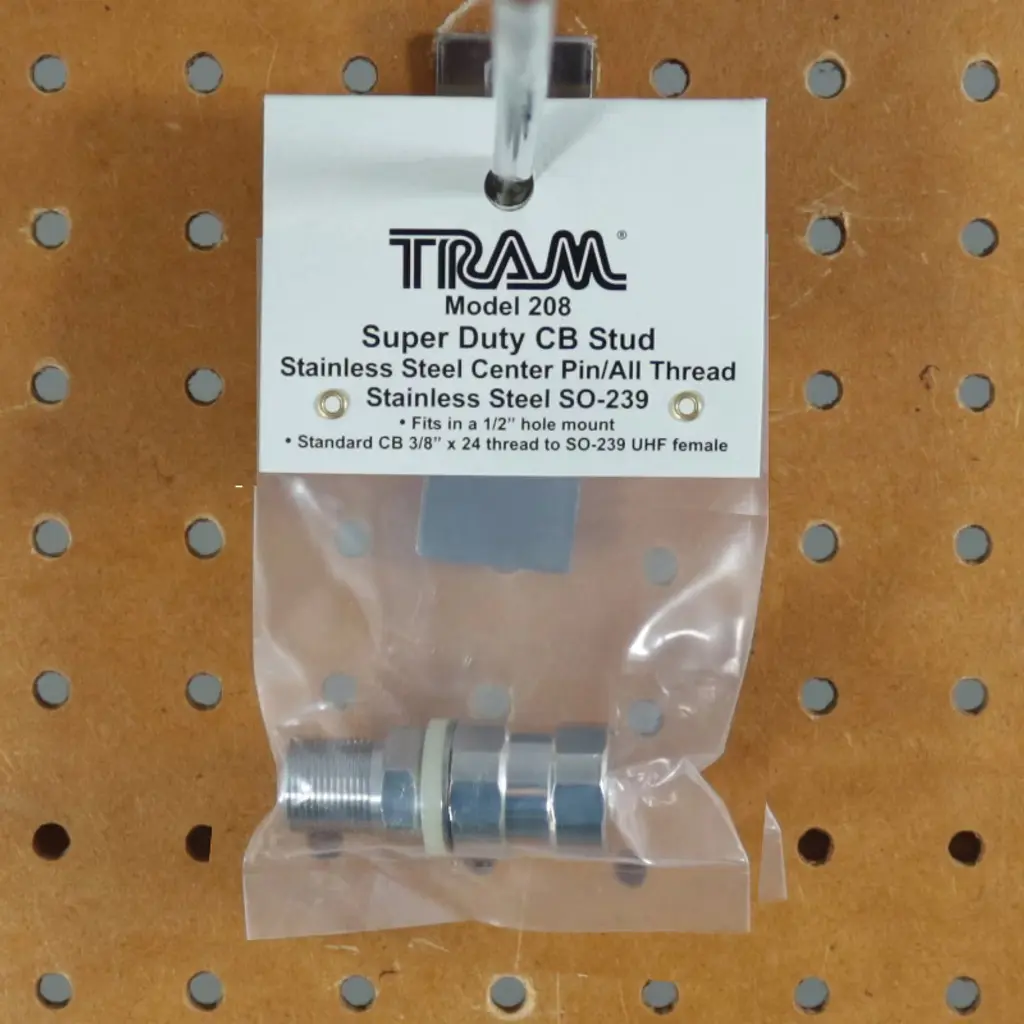 TRAM®
Model 208
Super Duty CB Stud
Stainless Steel Center Pin/All Thread
Stainless Steel SO-239
• Fits in a 1/2” hole mount
• Standard CB 3/8” x 24 thread to SO-239 UHF female